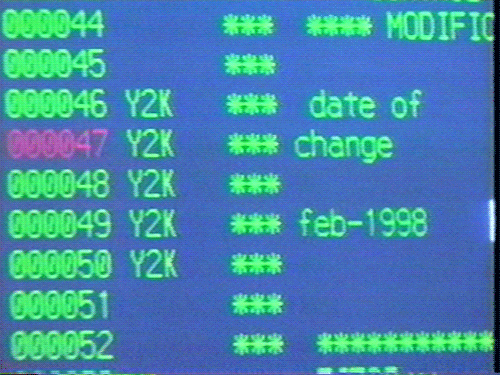 000044 *** **** MODIFIC
000045 ***
000046 Y2K *** date of
000047 Y2K *** change
000048 Y2K ***
000049 Y2K *** feb-1998
000050 Y2K ***
000051 ***
000052 *** ***********